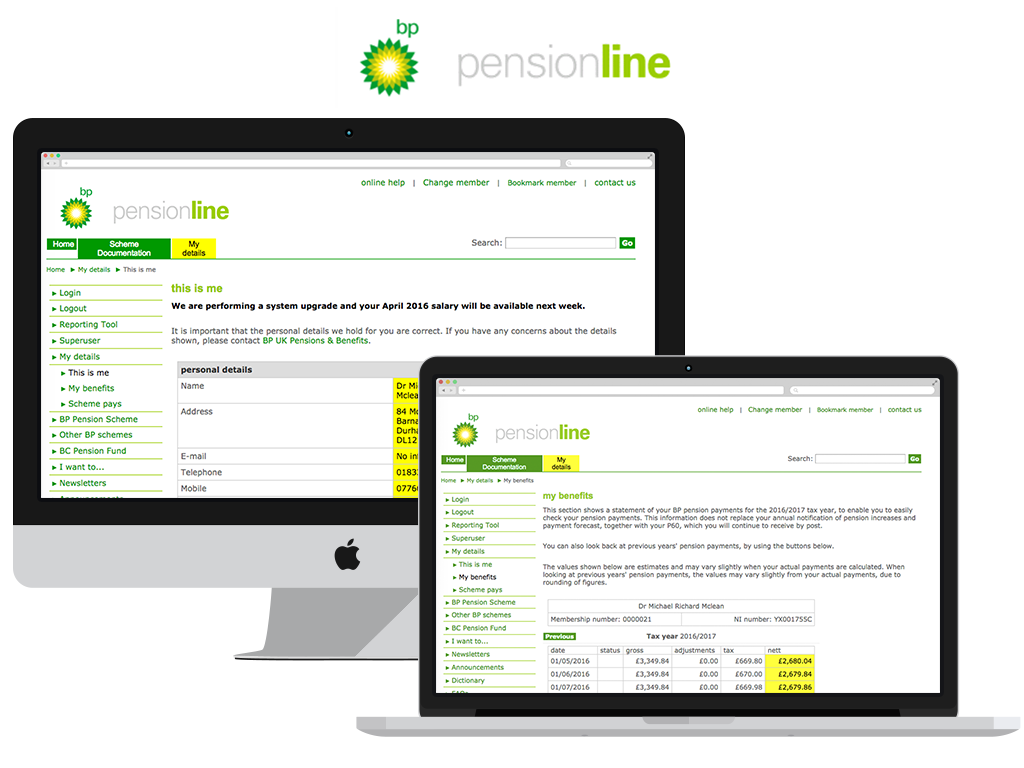 bp
pensionline
online help | Change member | Bookmark member | contact us
bp
pensionline
Home
Scheme Documentation
My details
Search:
Go
Home ► My details ► This is me
► Login
► Logout
► Reporting Tool
► Superuser
► My details
► This is me
► My benefits
► Scheme pays
► BP Pension Scheme
► Other BP schemes
► BC Pension Fund
► I want to...
► Newsletters
this is me
We are performing a system upgrade and your April 2016 salary will be available next week.
It is important that the personal details we hold for you are correct. If you have any concerns about the details
shown, please contact BP UK Pensions & Benefits.
personal details
Name Dr
Address 84
DL12
E-mail No
Telephone
Mobile
online help | Change member | Bookmark member | contact us
bp
pensionline
Home
Scheme Documentation
My details
Search:
Go
Home ► My details ► My benefits
► Login
► Logout
► Reporting Tool
► Superuser
► My details
► This is me
► My benefits
► Scheme pays
► BP Pension Scheme
► Other BP schemes
► BC Pension Fund
► I want to...
► Newsletters
► Announcements
► Dictionary
my benefits
This section shows a statement of your BP pension payments for the 2016/2017 tax year, to enable you to easily
check your pension payments. This information does not replace your annual notification of pension increases and
payment forecast, together with your P60, which you will continue to receive by post.
You can also look back at previous years' pension payments, by using the buttons below.
The values shown below are estimates and may vary slightly when your actual payments are calculated. When
looking at previous years' pension payments, the values may vary slightly from your actual payments, due to
rounding of figures.
Dr Michael Richard Mclean
Membership number: 0000021 NI number: YX001755C
Previous Tax year 2016/2017
date status gross adjustments tax nett
01/05/2016 £3,349.84 £0.00 £669.80 £2,680.04
01/06/2016 £3,349.84 £0.00 £670.00 £2,679.84
01/07/2016 £3,349.84 £0.00 £669.98 £2,679.86